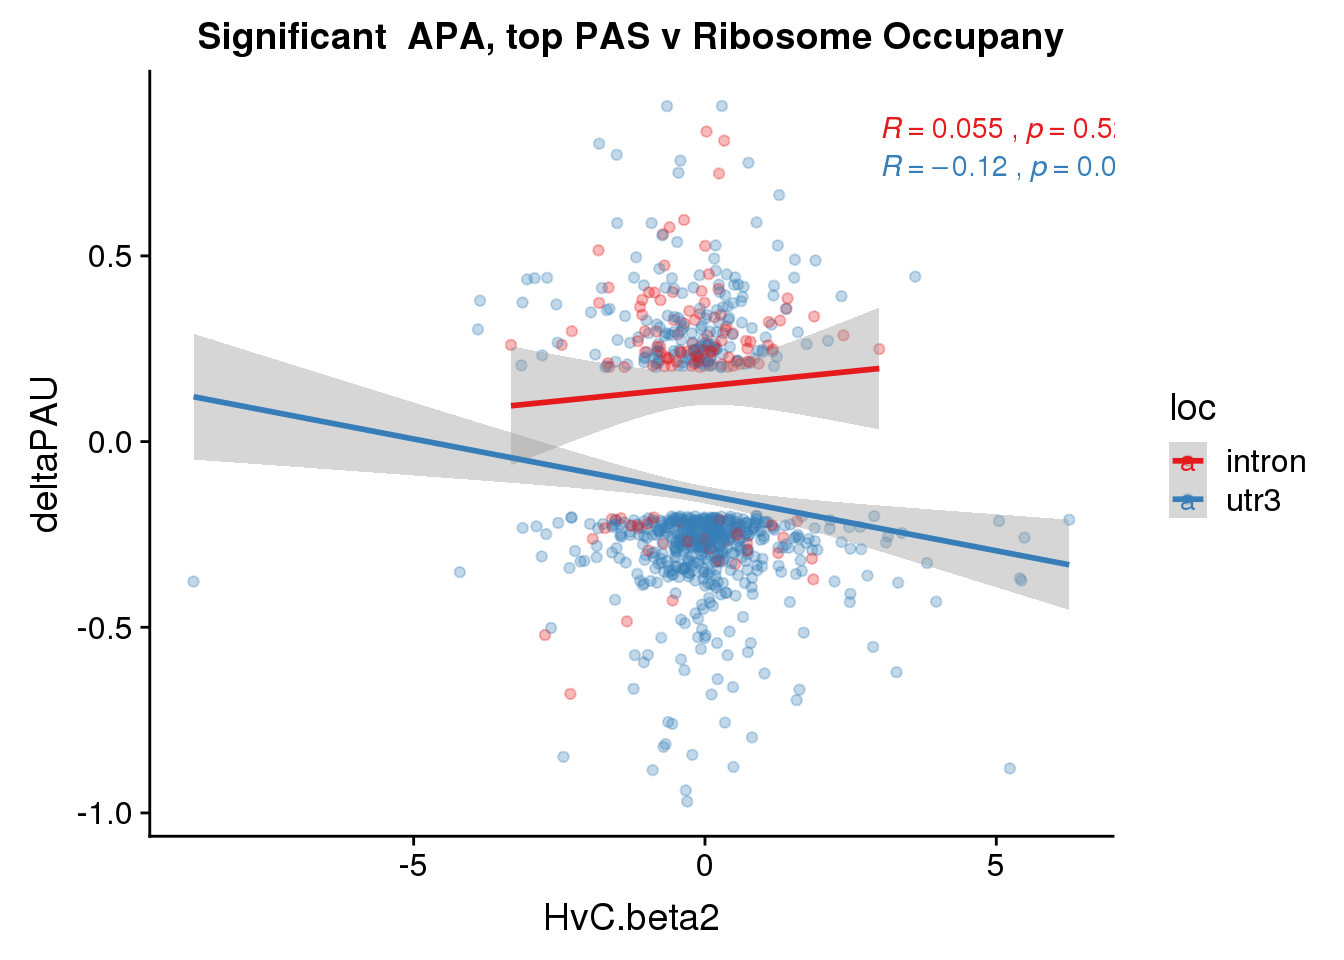 Significant  APA, top PAS v Ribosome Occupany
R = 0.055 , p = 0.5
R = −0.12 , p = 0.0
deltaPAU
0.5
0.0
-0.5
-1.0
-5
0
5
HvC.beta2
loc
a intron
a utr3